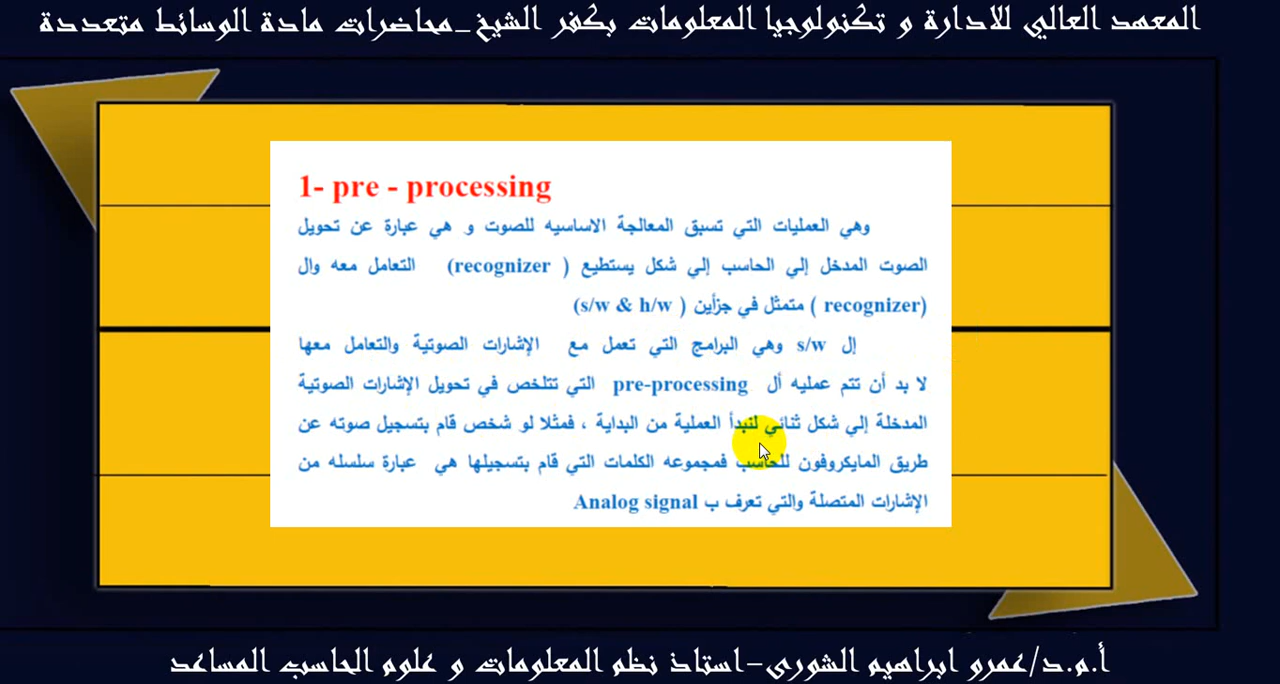 المعهد العالي للادارة و تكنولوجيا المعلومات بكفر الشيخ_محاضرات مادة الوسائط متعددة
1- pre - processing
وهي العمليات التي تسبق المعالجة الاساسيه للصوت و هي عبارة عن تحويل
الصوت المدخل إلي الحاسب إلي شكل يستطيع ( recognizer) التعامل معه وال
(recognizer ) متمثل في جزأين ( s/w & h/w)
إل s/w وهي البرامج التي تعمل مع الإشارات الصوتية والتعامل معها
لا بد أن تتم عمليه أل pre-processing التي تتلخص في تحويل الإشارات الصوتية
المدخلة إلي شكل ثنائي لنبدأ العملية من البداية ، فمثلا لو شخص قام بتسجيل صوته عن
طريق المايكروفون للحاسب فمجموعه الكلمات التي قام بتسجيلها هي عبارة سلسله من
الإشارات المتصلة والتي تعرف ب Analog signal
أ.م.د/عمرو ابراهيم الشورى-استاذ نظم المعلومات و علوم الحاسب المساعد